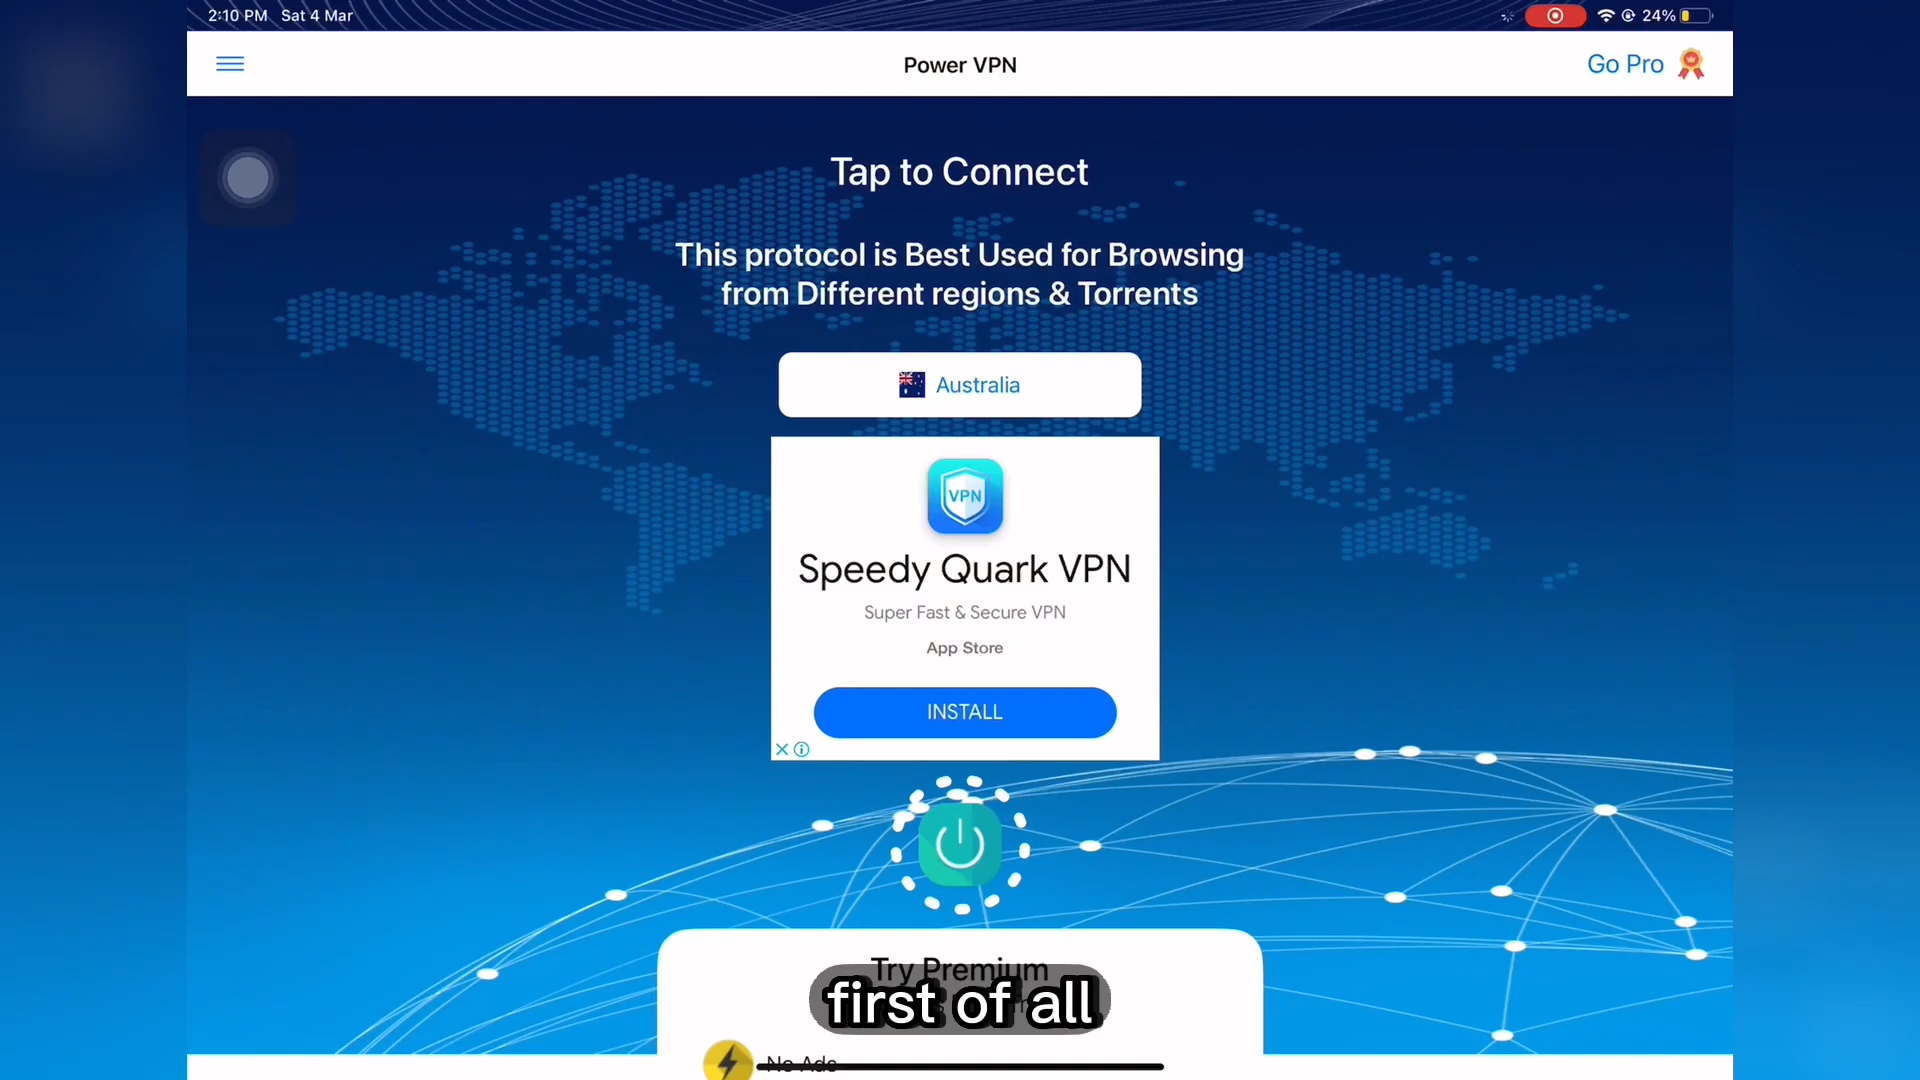 2:10 PM Sat 4 Mar
24%
Power VPN
Go Pro
Tap to Connect
This protocol is Best Used for Browsing
from Different regions & Torrents
Australia
VPN
Speedy Quark VPN
Super Fast & Secure VPN
App Store
INSTALL
Try Premium
first of all
No Ads